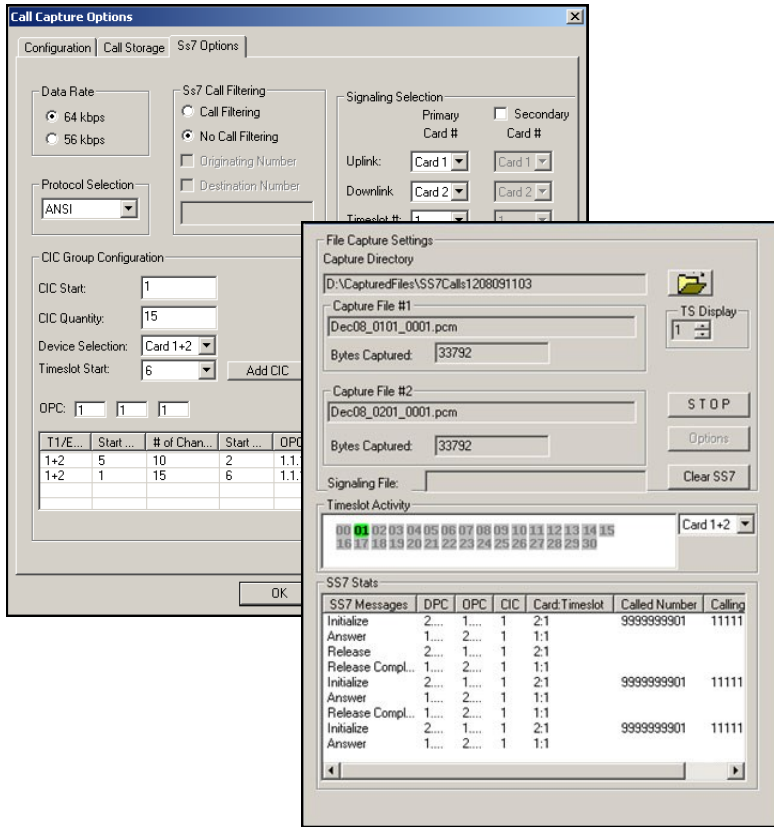 Call Capture Options
Configuration Call Storage Ss7 Options
Data Rate
64 kbps
56 kbps
Protocol Selection
ANSI
Ss7 Call Filtering
Call Filtering
No Call Filtering
Originating Number
Destination Number
Signaling Selection
Primary Secondary
Card # Card #
Uplink: Card 1 Card 1
Downlink Card 2 Card 2
Timeslot #: 1 1
CIC Group Configuration
CIC Start: 1
CIC Quantity: 15
Device Selection: Card 1+2
Timeslot Start: 6 Add CIC
OPC: 1 1 1
T1/E... Start ... # of Chan... Start ... OPC
1+2 5 10 2 1.1.
1+2 1 15 6 1.1.
OK
File Capture Settings
Capture Directory
D:\CapturedFiles\SS7Calls1208091103
Capture File #1
Dec08_0101_0001.pcm
Bytes Captured: 33792
TS Display
1
Capture File #2
Dec08_0201_0001.pcm
Bytes Captured: 33792
STOP
Options
Clear SS7
Signaling File:
Timeslot Activity
00 01 02 03 04 05 06 07 08 09 10 11 12 13 14 15
16 17 18 19 20 21 22 23 24 25 26 27 28 29 30
Card 1+2
SS7 Stats
SS7 Messages DPC OPC CIC Card:Timeslot Called Number Calling
Initialize 2.... 1.... 1 2:1 9999999901 11111
Answer 1.... 2.... 1 1:1
Release 2.... 1.... 1 2:1
Release Compl... 1.... 2.... 1 1:1
Initialize 2.... 1.... 1 2:1 9999999901 11111
Answer 1.... 2.... 1 1:1
Release Compl... 1.... 2.... 1 1:1
Initialize 2.... 1.... 1 2:1 9999999901 11111
Answer 1.... 2.... 1 1:1